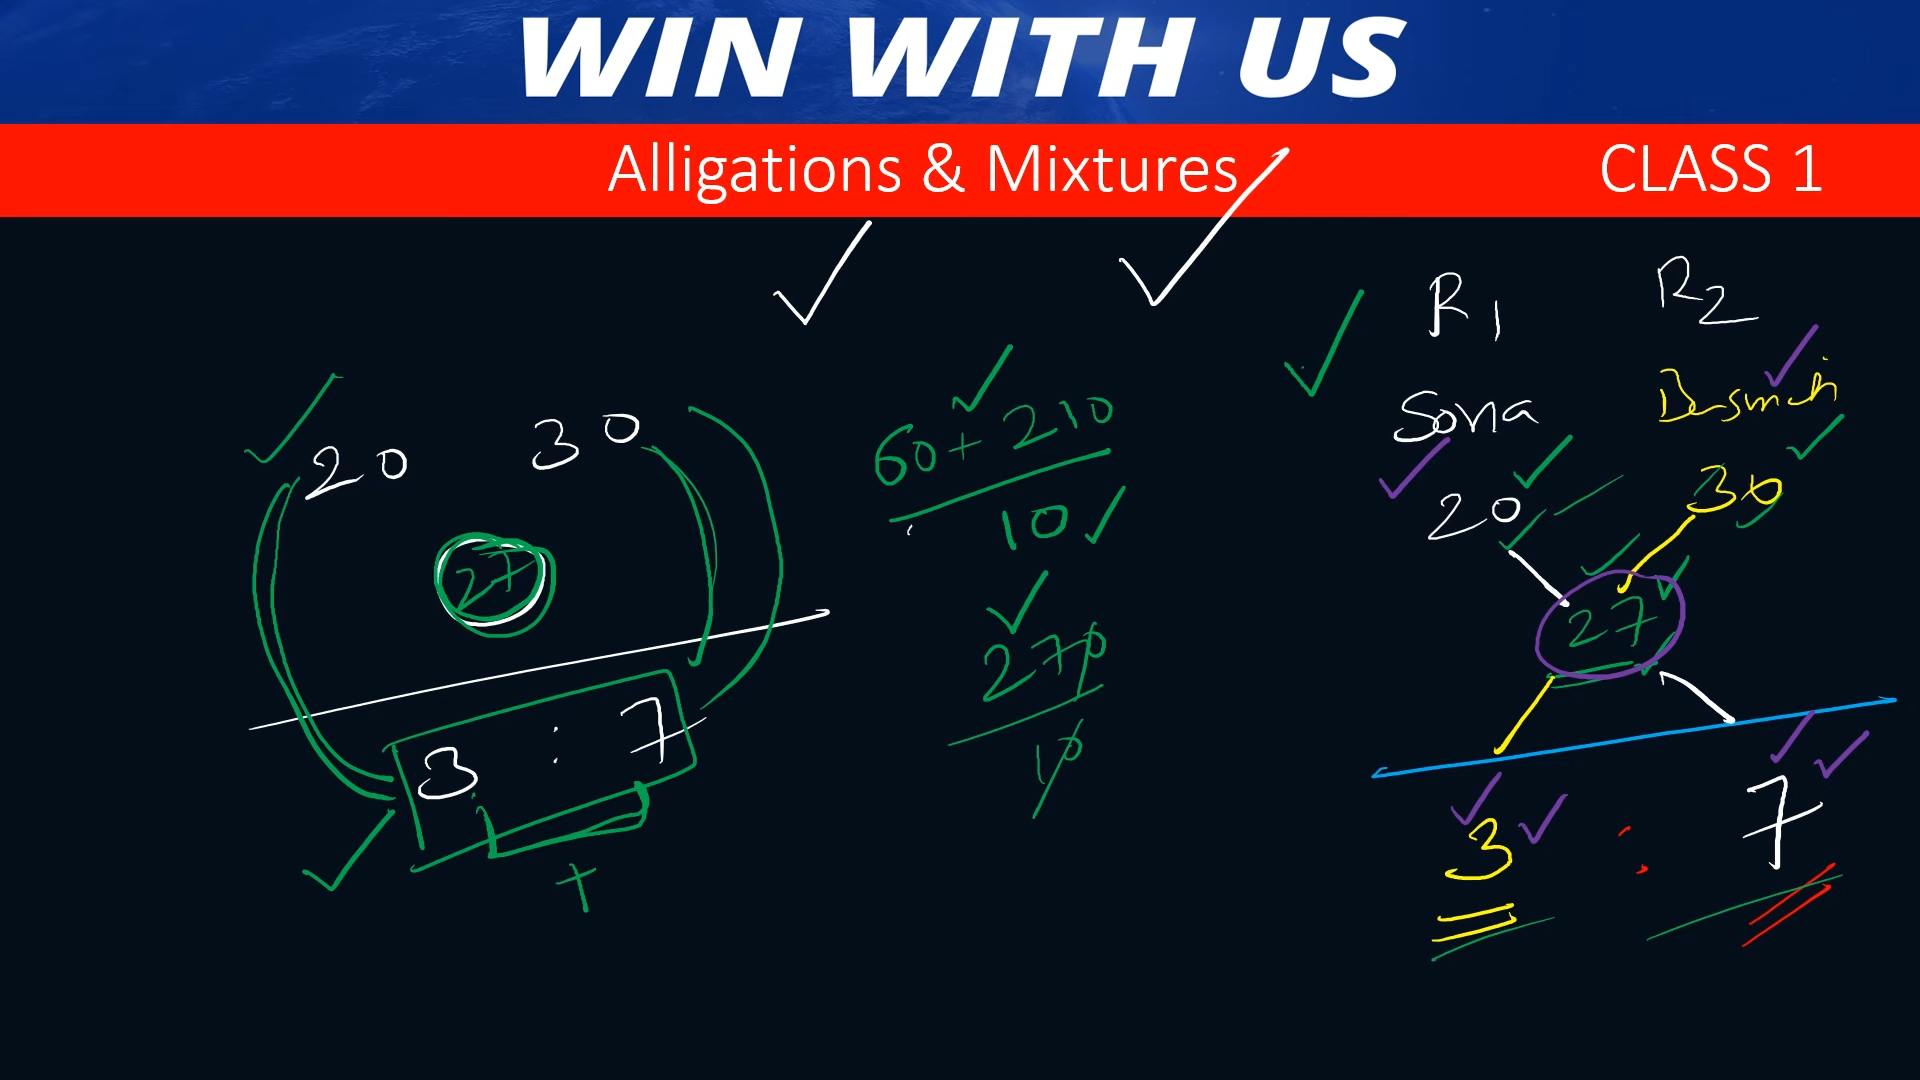 WIN WITH US
Alligations & Mixtures
CLASS 1
20 30
27
3 : 7
+
60 + 210
10
270
10
R1 R2
Sona
20 30
27
3 : 7